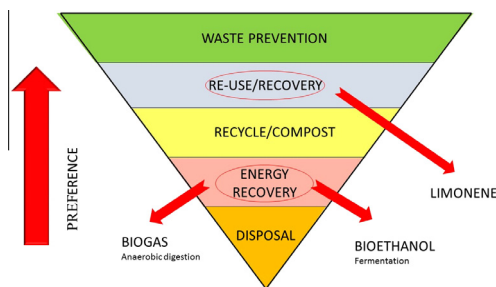 WASTE PREVENTION
RE-USE/RECOVERY
RECYCLE/COMPOST
ENERGY
RECOVERY
DISPOSAL
PREFERENCE
LIMONENE
BIOGAS
Anaerobic digestion
BIOETHANOL
Fermentation